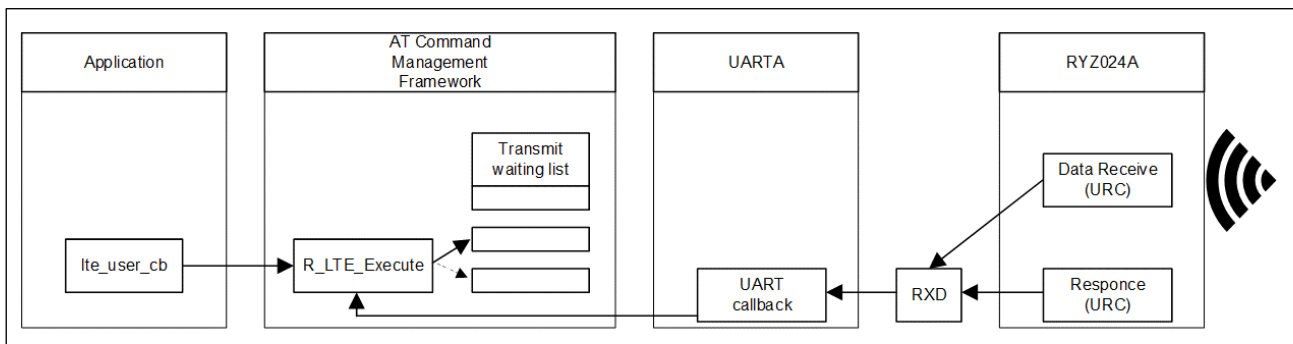 Application
AT Command
Management
Framework
UARTA
RYZ024A
Transmit
waiting list
Data Receive
(URC)
lte_user_cb
R_LTE_Execute
UART
callback
RXD
Responce
(URC)